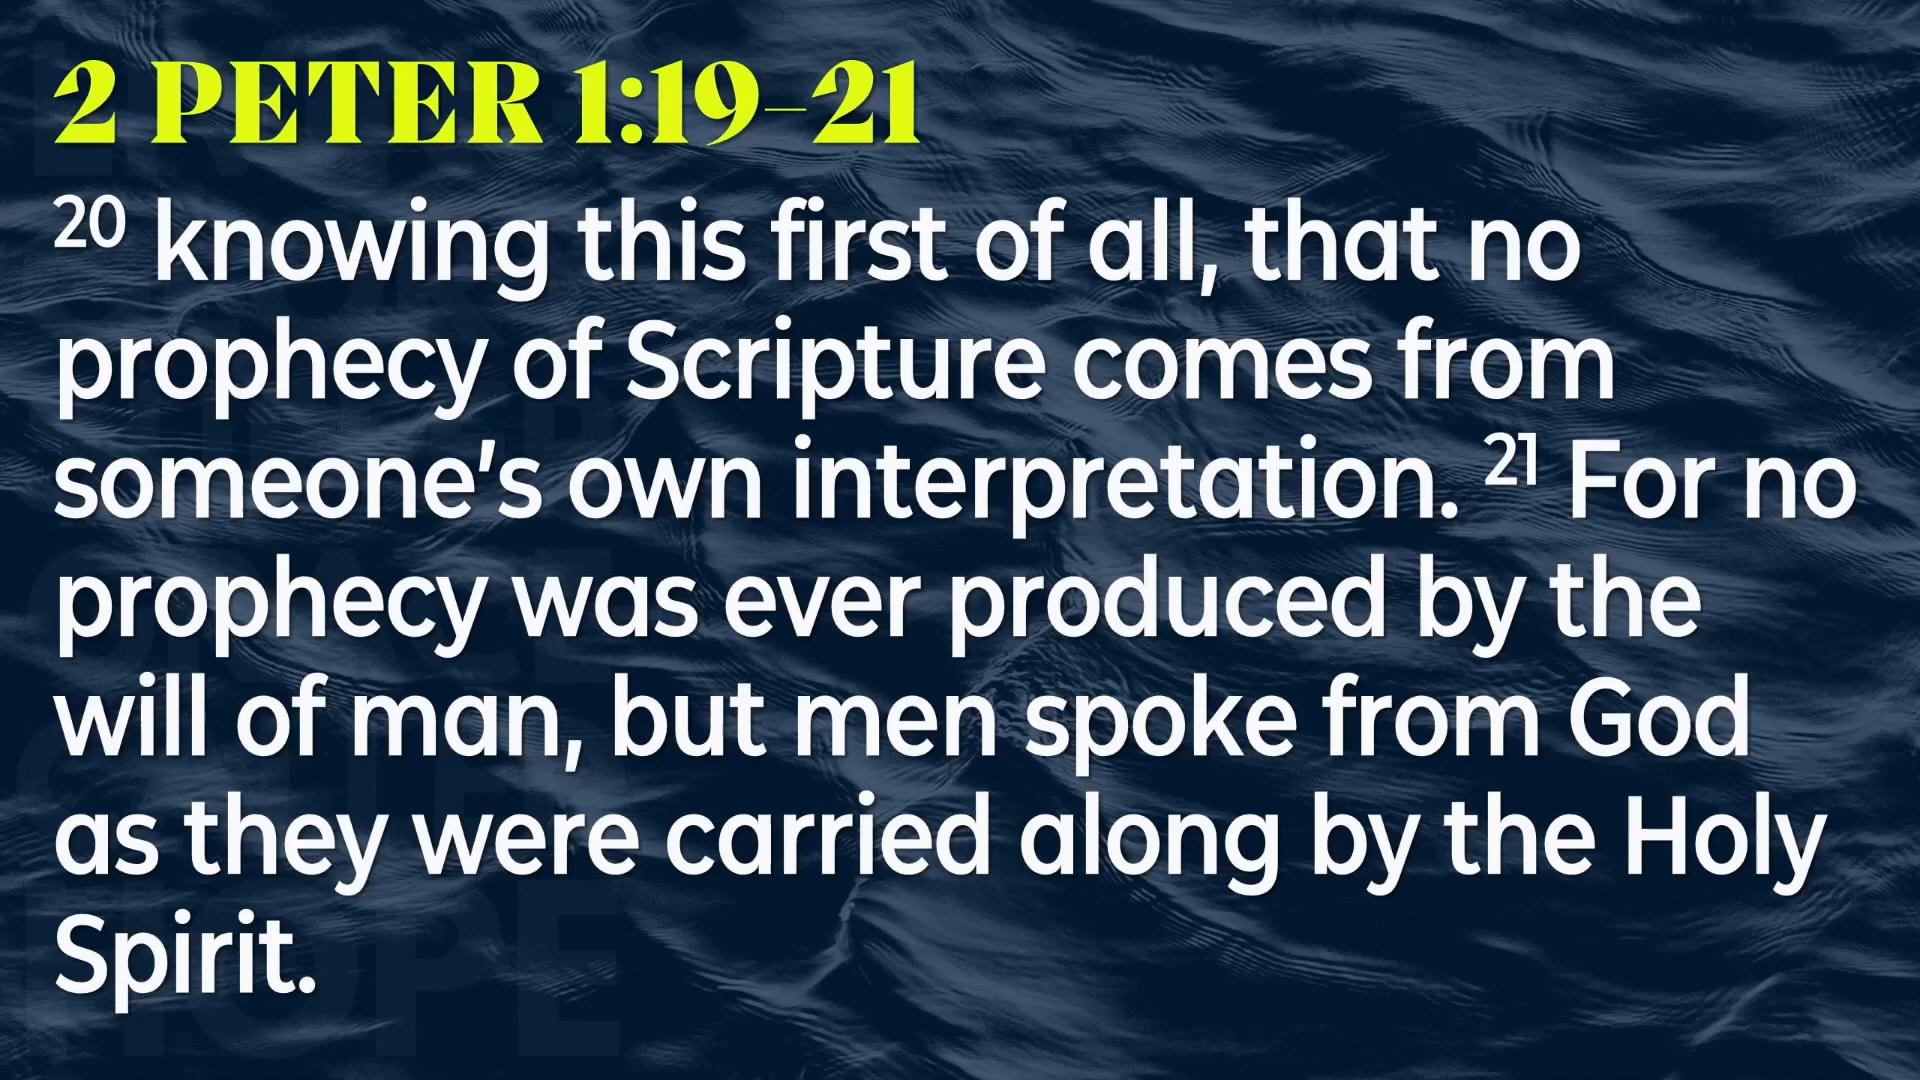 2 PETER 1:19–21
20 knowing this first of all, that no
prophecy of Scripture comes from
someone's own interpretation. 21 For no
prophecy was ever produced by the
will of man, but men spoke from God
as they were carried along by the Holy
Spirit.